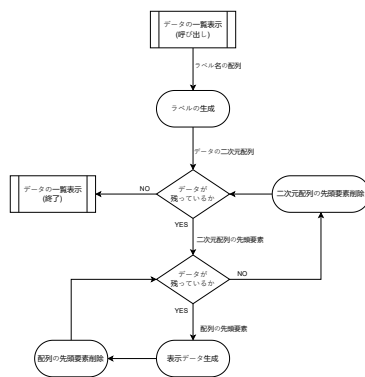 データの一覧表示
(呼び出し)
ラベル名の配列
ラベルの生成
データの二次元配列
データが
残っているか
NO
データの一覧表示
(終了)
二次元配列の先頭要素削除
YES
二次元配列の先頭要素
データが
残っているか
NO
YES
配列の先頭要素
配列の先頭要素削除
表示データ生成